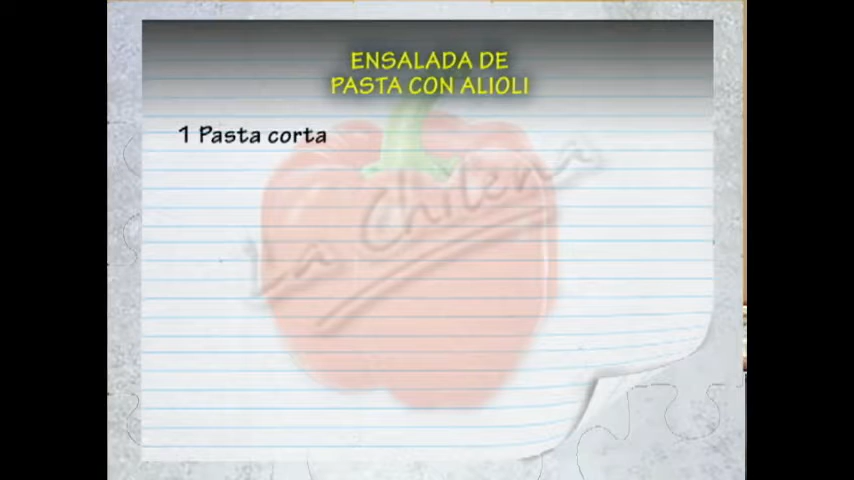 ENSALADA DE
PASTA CON ALIOLI
1 Pasta corta
La Chilena